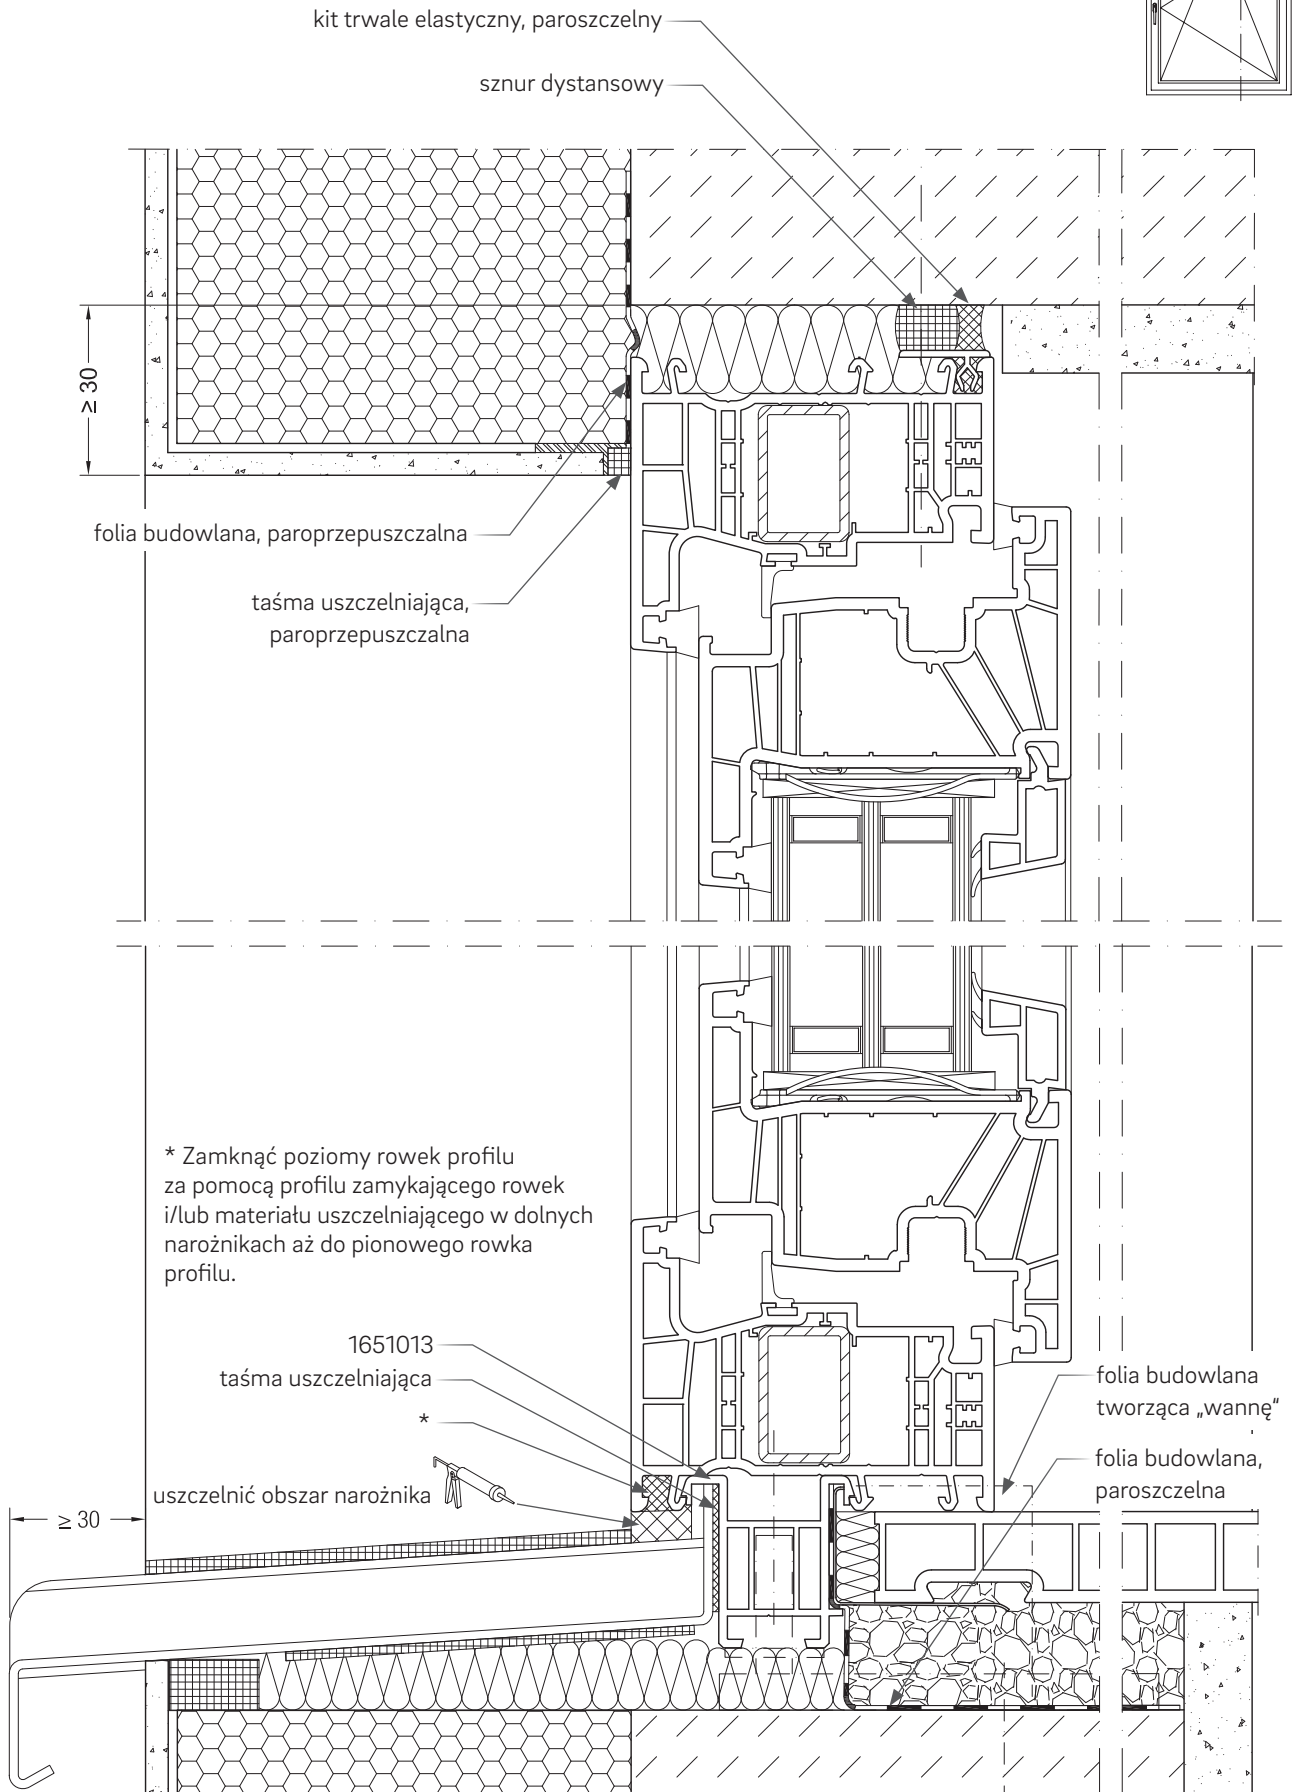 kit trwale elastyczny, paroszczelny
sznur dystansowy
≥ 30
folia budowlana, paroprzepuszczalna
taśma uszczelniająca,
paroprzepuszczalna
* Zamknąć poziomy rowek profilu
za pomocą profilu zamykającego rowek
i/lub materiału uszczelniającego w dolnych
narożnikach aż do pionowego rowka
profilu.
1651013
taśma uszczelniająca
*
uszczelnić obszar narożnika
≥ 30
folia budowlana
tworząca „wannę”
folia budowlana,
paroszczelna